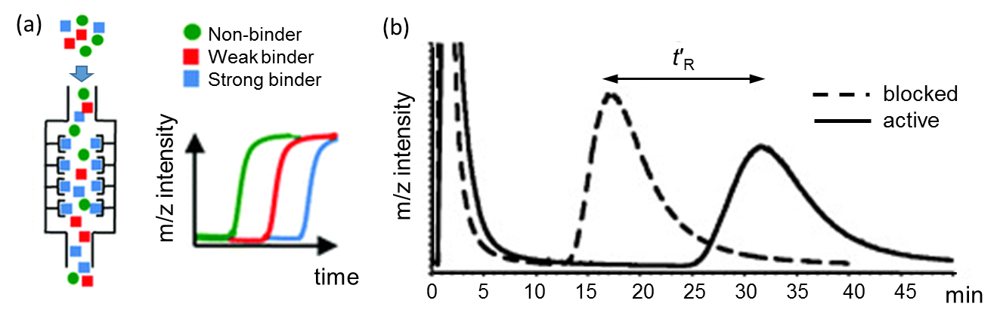 (a)
Non-binder
Weak binder
Strong binder
m/z intensity
time
(b)
t′R
blocked
active
m/z intensity
0 5 10 15 20 25 30 35 40 45 min